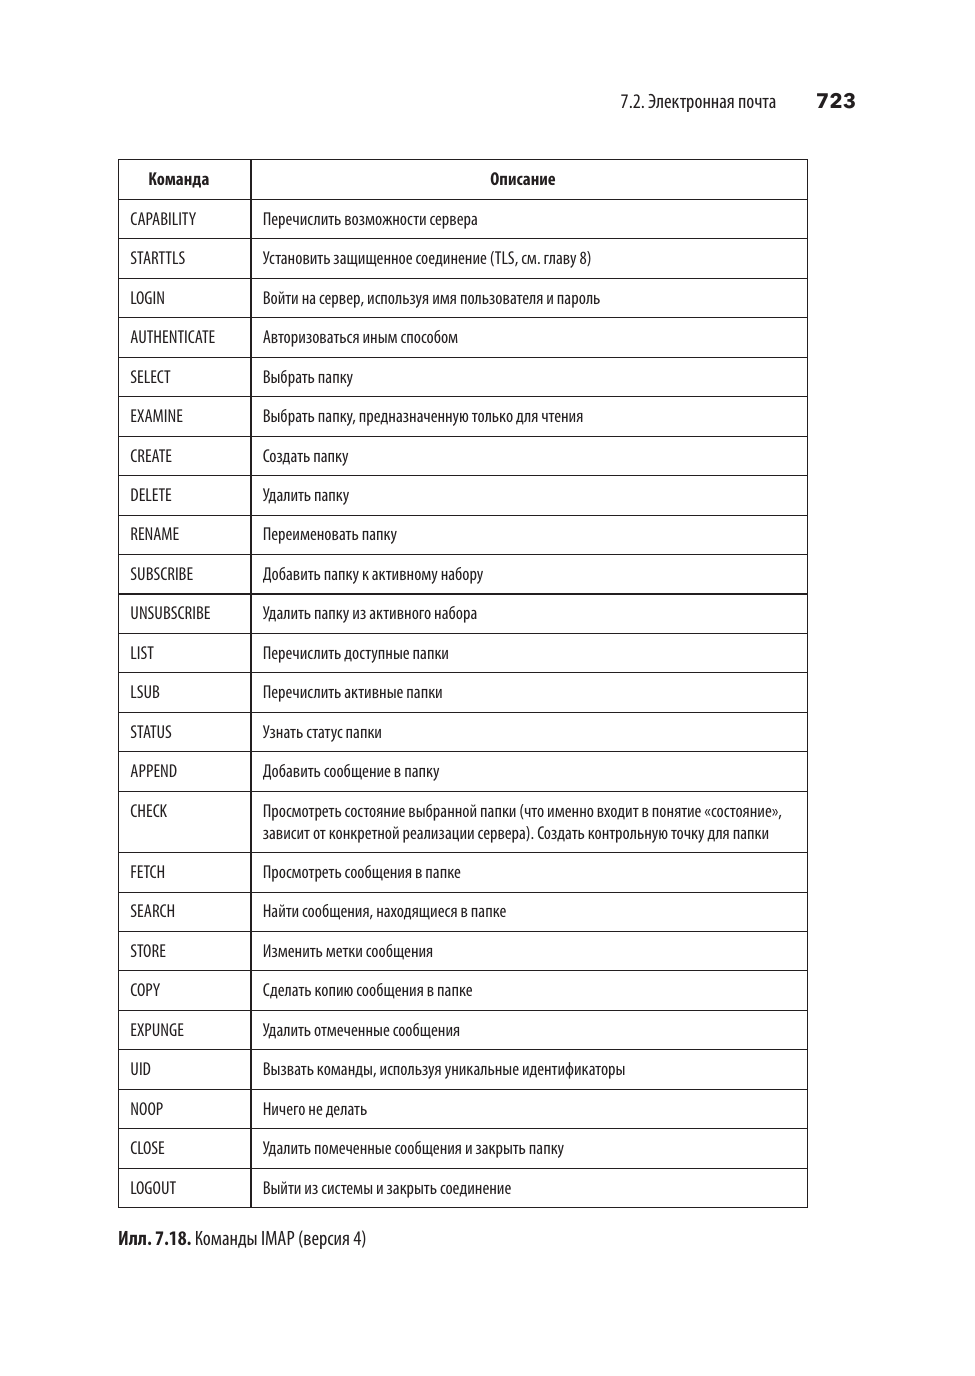 7.2. Электронная почта 723
Команда Описание
CAPABILITY Перечислить возможности сервера
STARTTLS Установить защищенное соединение (TLS, см. главу 8)
LOGIN Войти на сервер, используя имя пользователя и пароль
AUTHENTICATE Авторизоваться иным способом
SELECT Выбрать папку
EXAMINE Выбрать папку, предназначенную только для чтения
CREATE Создать папку
DELETE Удалить папку
RENAME Переименовать папку
SUBSCRIBE Добавить папку к активному набору
UNSUBSCRIBE Удалить папку из активного набора
LIST Перечислить доступные папки
LSUB Перечислить активные папки
STATUS Узнать статус папки
APPEND Добавить сообщение в папку
CHECK Просмотреть состояние выбранной папки (что именно входит в понятие «состояние»,
зависит от конкретной реализации сервера). Создать контрольную точку для папки
FETCH Просмотреть сообщения в папке
SEARCH Найти сообщения, находящиеся в папке
STORE Изменить метки сообщения
COPY Сделать копию сообщения в папке
EXPUNGE Удалить отмеченные сообщения
UID Вызвать команды, используя уникальные идентификаторы
NOOP Ничего не делать
CLOSE Удалить помеченные сообщения и закрыть папку
LOGOUT Выйти из системы и закрыть соединение
Илл. 7.18. Команды IMAP (версия 4)